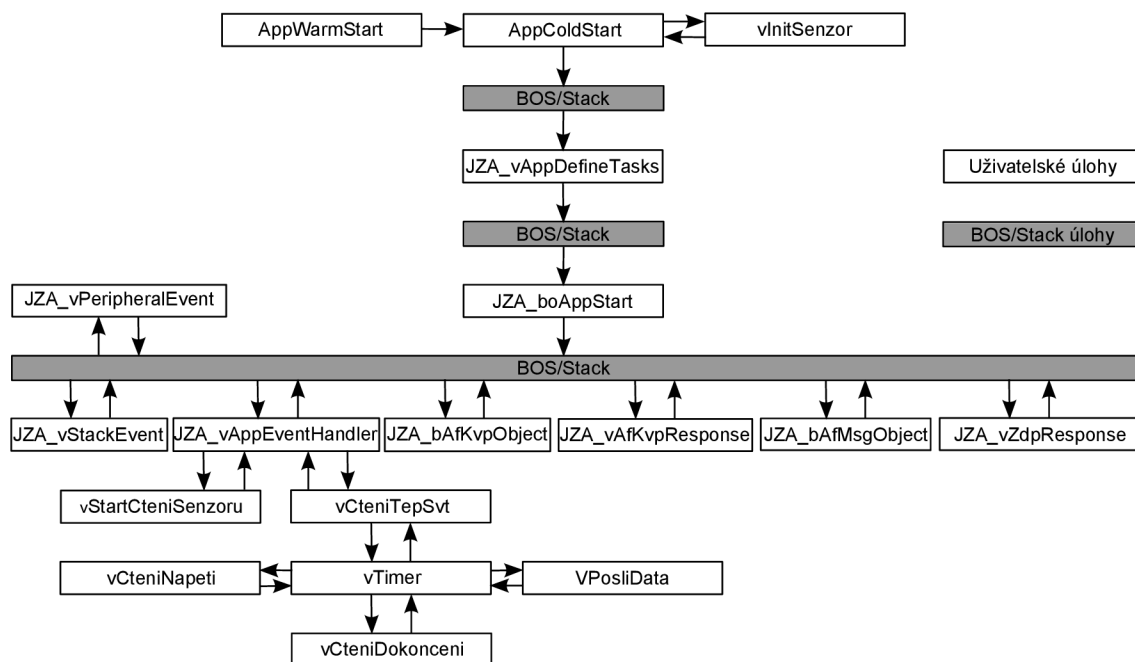 AppWarmStart
AppColdStart
vInitSenzor
BOS/Stack
JZA_vAppDefineTasks
Uživatelské úlohy
BOS/Stack
BOS/Stack úlohy
JZA_vPeripheralEvent
JZA_boAppStart
BOS/Stack
JZA_vStackEvent
JZA_vAppEventHandler
JZA_bAfKvpObject
JZA_vAfKvpResponse
JZA_bAfMsgObject
JZA_vZdpResponse
vStartCteniSenzoru
vCteniTepSvt
vCteniNapeti
vTimer
VPosliData
vCteniDokonceni